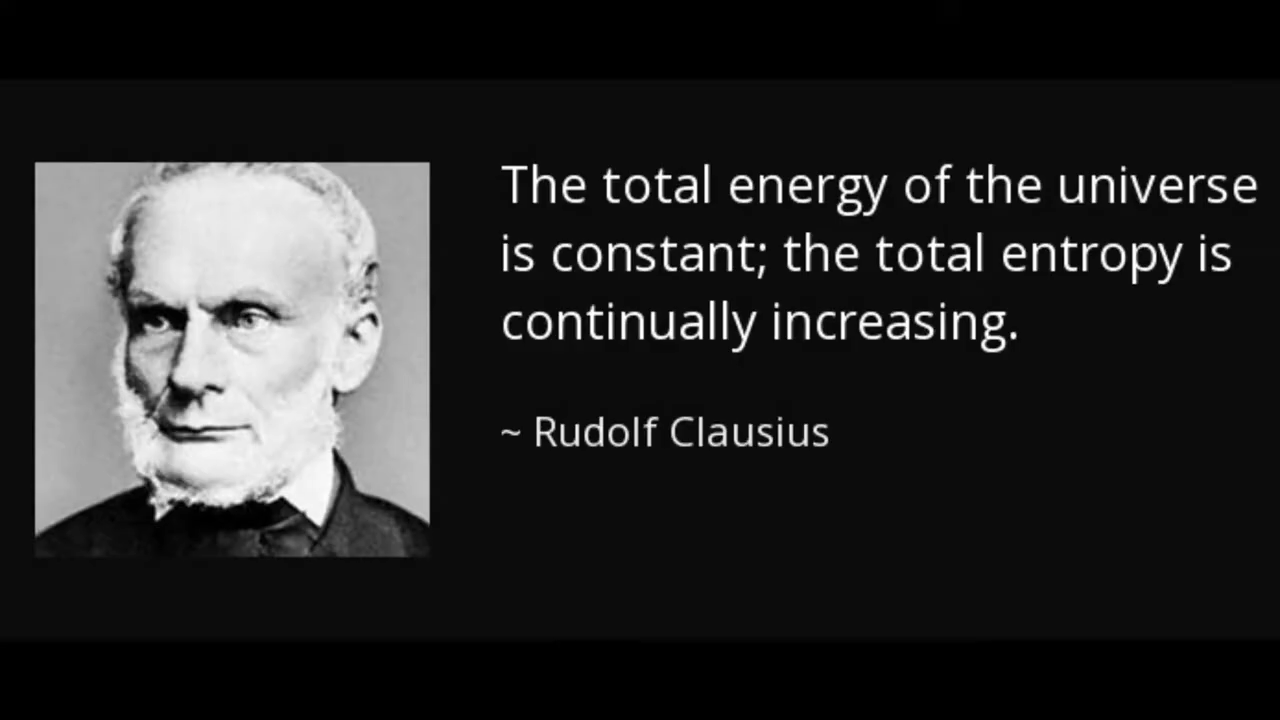 The total energy of the universe
is constant; the total entropy is
continually increasing.
~ Rudolf Clausius